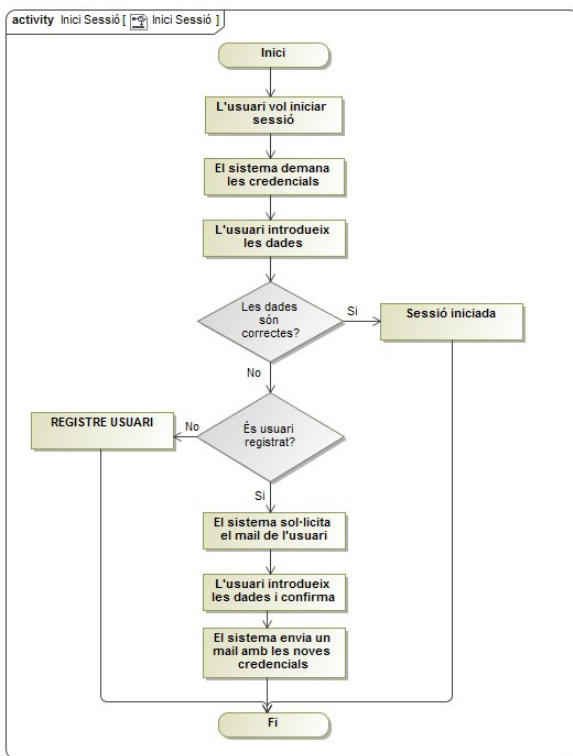 activity Inici Sessió [ Inici Sessió ]
Inici
L'usuari vol iniciar
sessió
El sistema demana
les credencials
L'usuari introdueix
les dades
Les dades
són
correctes?
Si
Sessió iniciada
No
És usuari
registrat?
No
REGISTRE USUARI
Si
El sistema sol·licita
el mail de l'usuari
L'usuari introdueix
les dades i confirma
El sistema envia un
mail amb les noves
credencials
Fi